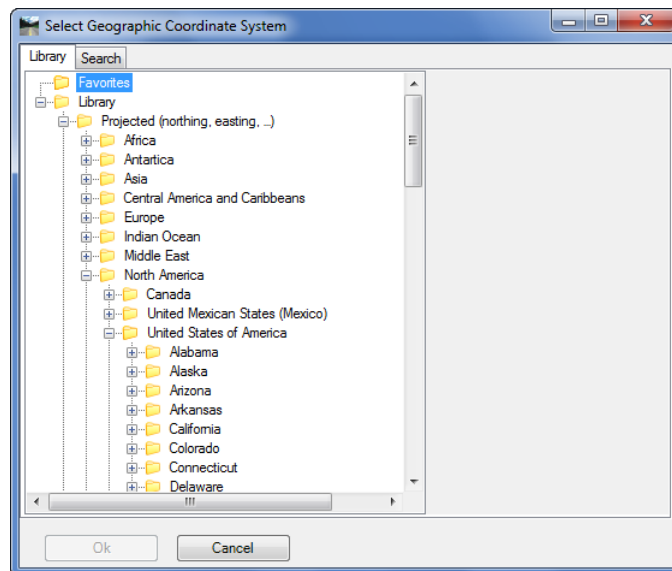 Select Geographic Coordinate System
Library Search
Favorites
Library
Projected (northing, easting, ...)
Africa
Antartica
Asia
Central America and Caribbeans
Europe
Indian Ocean
Middle East
North America
Canada
United Mexican States (Mexico)
United States of America
Alabama
Alaska
Arizona
Arkansas
California
Colorado
Connecticut
Delaware
Ok Cancel